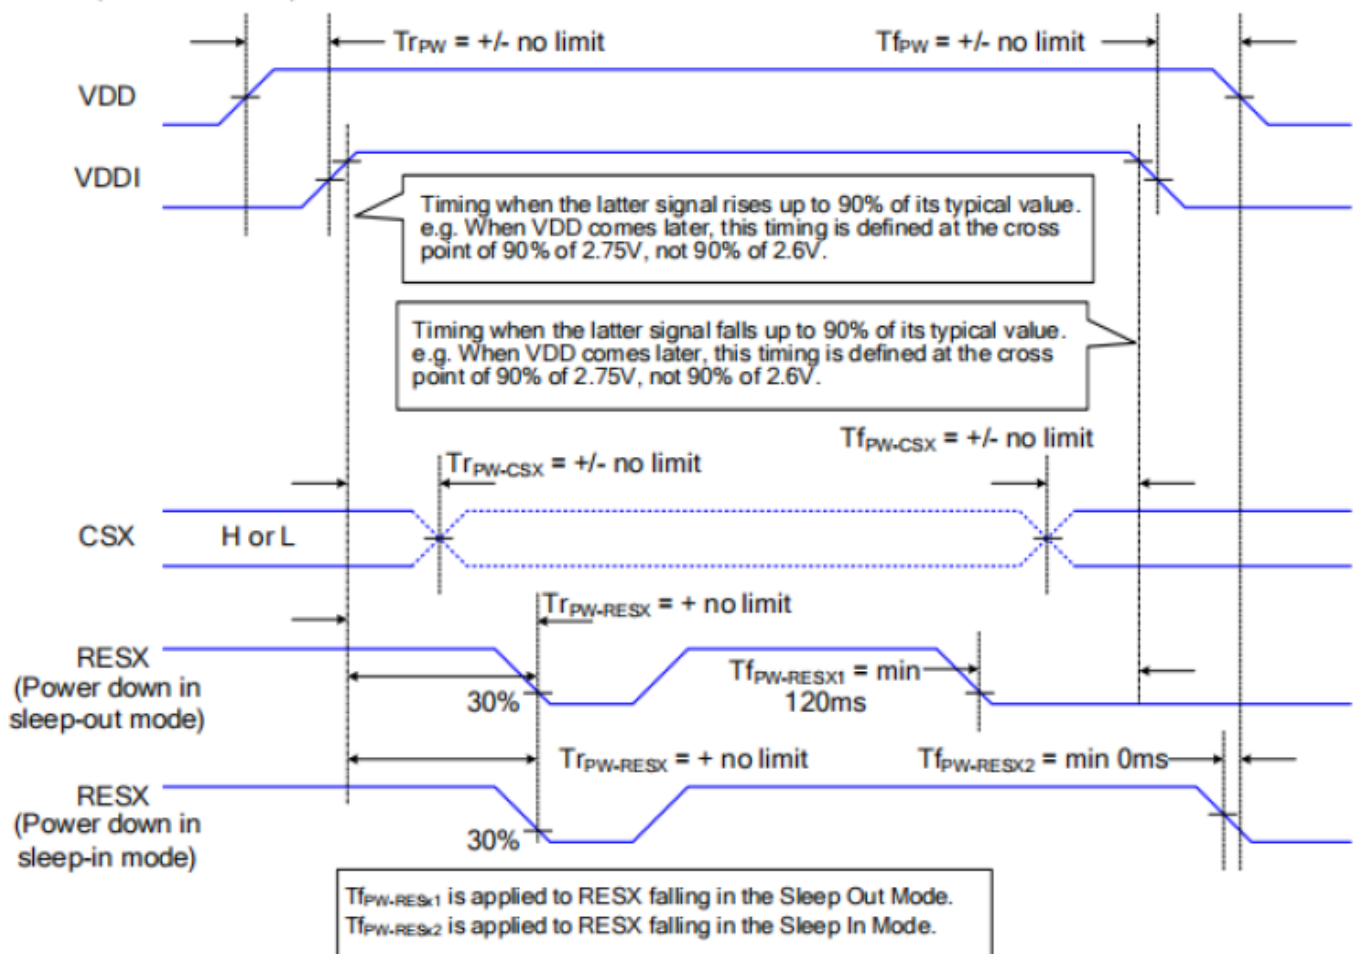 TrPW = +/- no limit
TfPW = +/- no limit
VDD
VDDI
Timing when the latter signal rises up to 90% of its typical value.
e.g. When VDD comes later, this timing is defined at the cross
point of 90% of 2.75V, not 90% of 2.6V.
Timing when the latter signal falls up to 90% of its typical value.
e.g. When VDD comes later, this timing is defined at the cross
point of 90% of 2.75V, not 90% of 2.6V.
TfPW-CSX = +/- no limit
TrPW-CSX = +/- no limit
CSX
H or L
TrPW-RESX = + no limit
RESX
(Power down in
sleep-out mode)
30%
TfPW-RESX1 = min
120ms
TrPW-RESX = + no limit
TfPW-RESX2 = min 0ms
RESX
(Power down in
sleep-in mode)
30%
TfPW-RESx1 is applied to RESX falling in the Sleep Out Mode.
TfPW-RESx2 is applied to RESX falling in the Sleep In Mode.